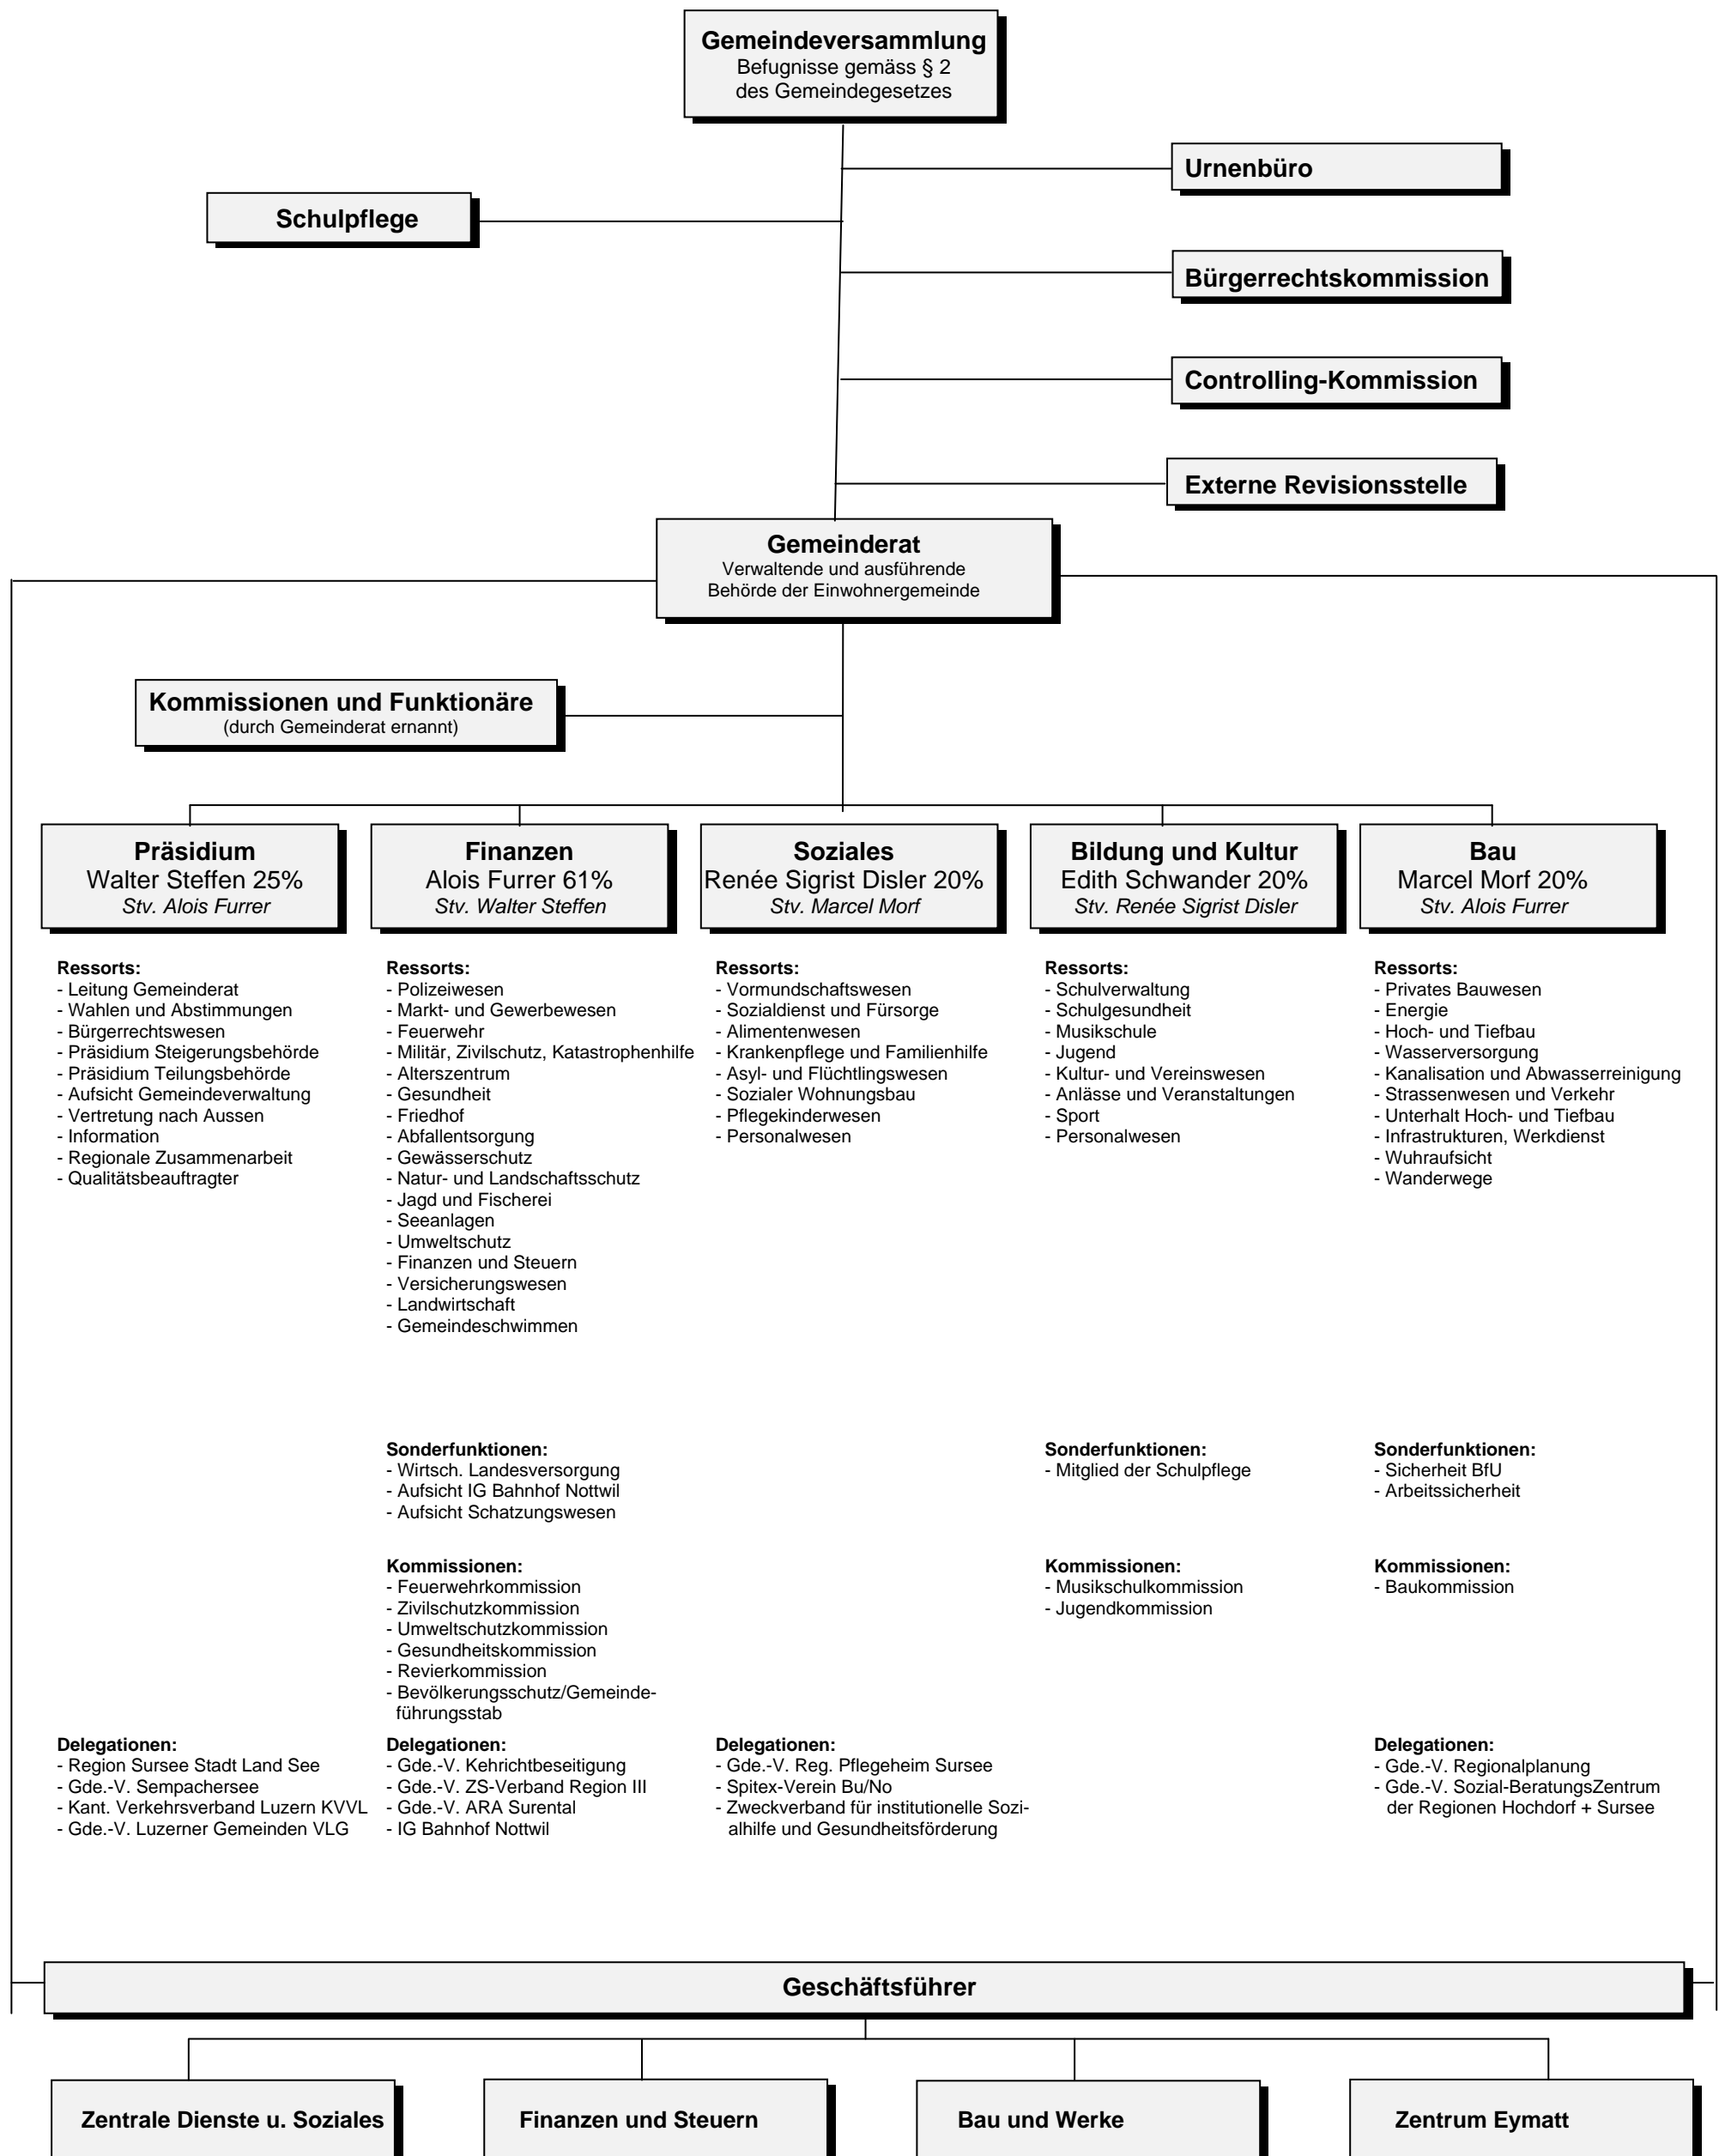 Gemeindeversammlung
Befugnisse gemäss § 2
des Gemeindegesetzes
Urnenbüro
Schulpflege
Bürgerrechtskommission
Controlling-Kommission
Externe Revisionsstelle
Gemeinderat
Verwaltende und ausführende
Behörde der Einwohnergemeinde
Kommissionen und Funktionäre
(durch Gemeinderat ernannt)
Präsidium
Walter Steffen 25%
Stv. Alois Furrer
Finanzen
Alois Furrer 61%
Stv. Walter Steffen
Soziales
Renée Sigrist Disler 20%
Stv. Marcel Morf
Bildung und Kultur
Edith Schwander 20%
Stv. Renée Sigrist Disler
Bau
Marcel Morf 20%
Stv. Alois Furrer
Ressorts:
- Leitung Gemeinderat
- Wahlen und Abstimmungen
- Bürgerrechtswesen
- Präsidium Steigerungsbehörde
- Präsidium Teilungsbehörde
- Aufsicht Gemeindeverwaltung
- Vertretung nach Aussen
- Information
- Regionale Zusammenarbeit
- Qualitätsbeauftragter
Ressorts:
- Polizeiwesen
- Markt- und Gewerbewesen
- Feuerwehr
- Militär, Zivilschutz, Katastrophenhilfe
- Alterszentrum
- Gesundheit
- Friedhof
- Abfallentsorgung
- Gewässerschutz
- Natur- und Landschaftsschutz
- Jagd und Fischerei
- Seeanlagen
- Umweltschutz
- Finanzen und Steuern
- Versicherungswesen
- Landwirtschaft
- Gemeindeschwimmen
Ressorts:
- Vormundschaftswesen
- Sozialdienst und Fürsorge
- Alimentenwesen
- Krankenpflege und Familienhilfe
- Asyl- und Flüchtlingswesen
- Sozialer Wohnungsbau
- Pflegekinderwesen
- Personalwesen
Ressorts:
- Schulverwaltung
- Schulgesundheit
- Musikschule
- Jugend
- Kultur- und Vereinswesen
- Anlässe und Veranstaltungen
- Sport
- Personalwesen
Ressorts:
- Privates Bauwesen
- Energie
- Hoch- und Tiefbau
- Wasserversorgung
- Kanalisation und Abwasserreinigung
- Strassenwesen und Verkehr
- Unterhalt Hoch- und Tiefbau
- Infrastrukturen, Werkdienst
- Wuhraufsicht
- Wanderwege
Sonderfunktionen:
- Wirtsch. Landesversorgung
- Aufsicht IG Bahnhof Nottwil
- Aufsicht Schatzungswesen
Sonderfunktionen:
- Mitglied der Schulpflege
Sonderfunktionen:
- Sicherheit BfU
- Arbeitssicherheit
Kommissionen:
- Feuerwehrkommission
- Zivilschutzkommission
- Umweltschutzkommission
- Gesundheitskommission
- Revierkommission
- Bevölkerungsschutz/Gemeinde-
führungsstab
Kommissionen:
- Musikschulkommission
- Jugendkommission
Kommissionen:
- Baukommission
Delegationen:
- Region Sursee Stadt Land See
- Gde.-V. Sempachersee
- Kant. Verkehrsverband Luzern KVVL
- Gde.-V. Luzerner Gemeinden VLG
Delegationen:
- Gde.-V. Kehrichtbeseitigung
- Gde.-V. ZS-Verband Region III
- Gde.-V. ARA Surental
- IG Bahnhof Nottwil
Delegationen:
- Gde.-V. Reg. Pflegeheim Sursee
- Spitex-Verein Bu/No
- Zweckverband für institutionelle Sozi-
alhilfe und Gesundheitsförderung
Delegationen:
- Gde.-V. Regionalplanung
- Gde.-V. Sozial-BeratungsZentrum
der Regionen Hochdorf + Sursee
Geschäftsführer
Zentrale Dienste u. Soziales
Finanzen und Steuern
Bau und Werke
Zentrum Eymatt